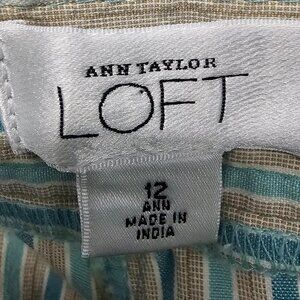 ANN TAYLOR
LOFT
12
ANN
MADE IN
INDIA